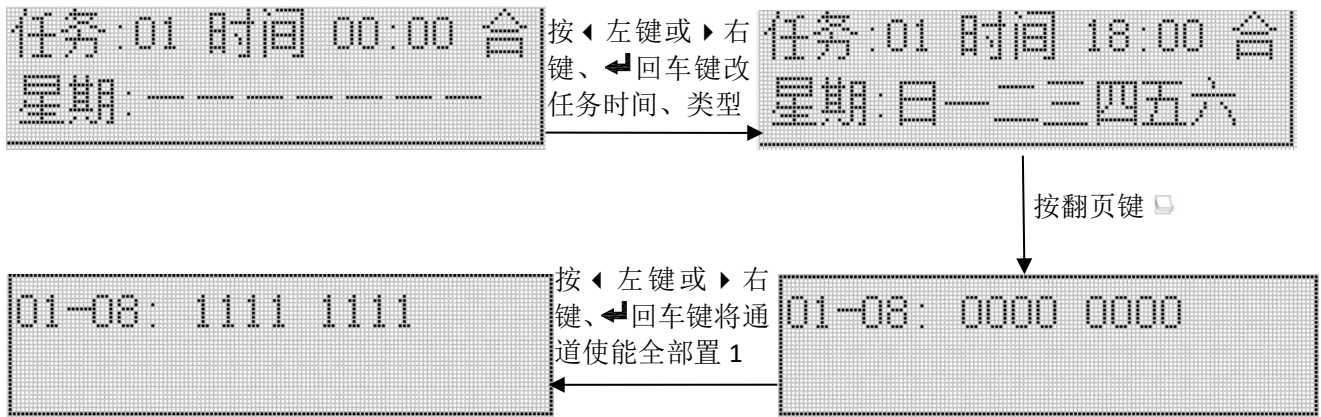 任务:01 时间 00:00 合
星期:一一一一一一一
按 左键或 右
键、 回车键改
任务时间、类型
任务:01 时间 18:00 合
星期:日一二三四五六
按翻页键
01-08: 1111 1111
按 左键或 右
键、 回车键将通
道使能全部置 1
01-08: 0000 0000